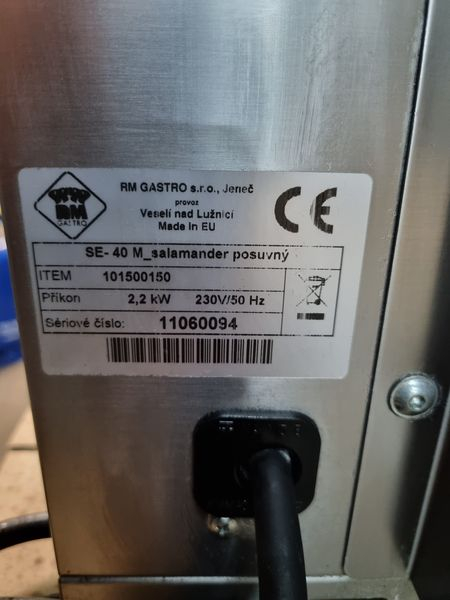 RM GASTRO s.r.o., Jeneč
provoz
Veselí nad Lužnicí
Made in EU
CE
RM
GASTRO
SE- 40 M_salamander posuvný
ITEM 101500150
Příkon 2,2 kW 230V/50 Hz
Sériové číslo: 11060094